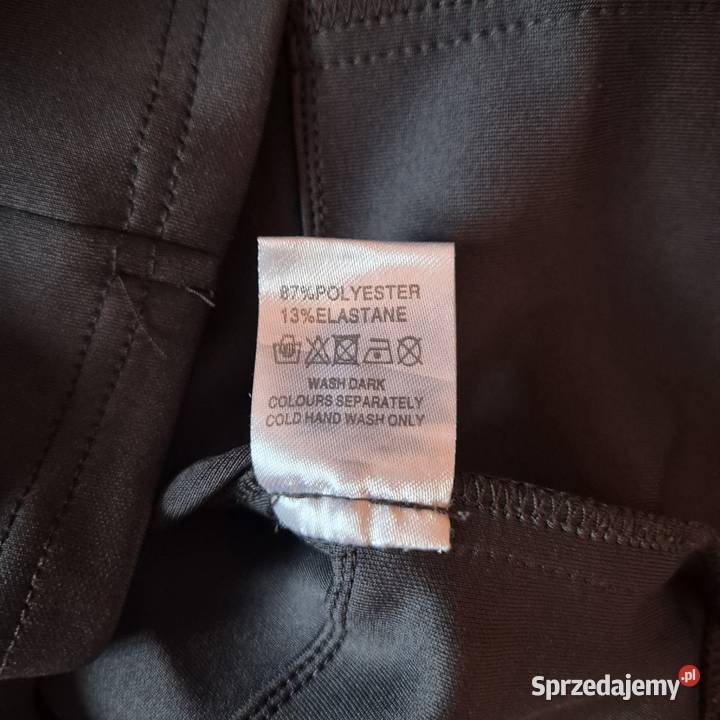 87%POLYESTER
13%ELASTANE
WASH DARK
COLOURS SEPARATELY
COLD HAND WASH ONLY
Sprzedajemy.pl